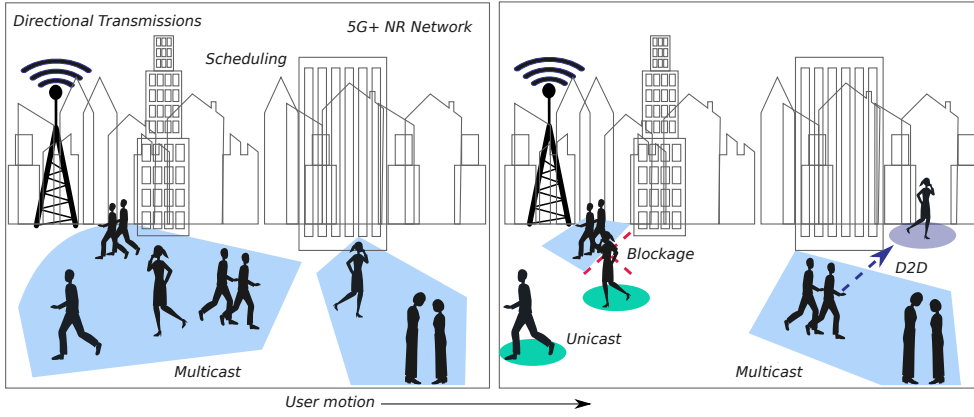 Directional Transmissions
5G+ NR Network
Scheduling
Multicast
Blockage
D2D
Unicast
Multicast
User motion